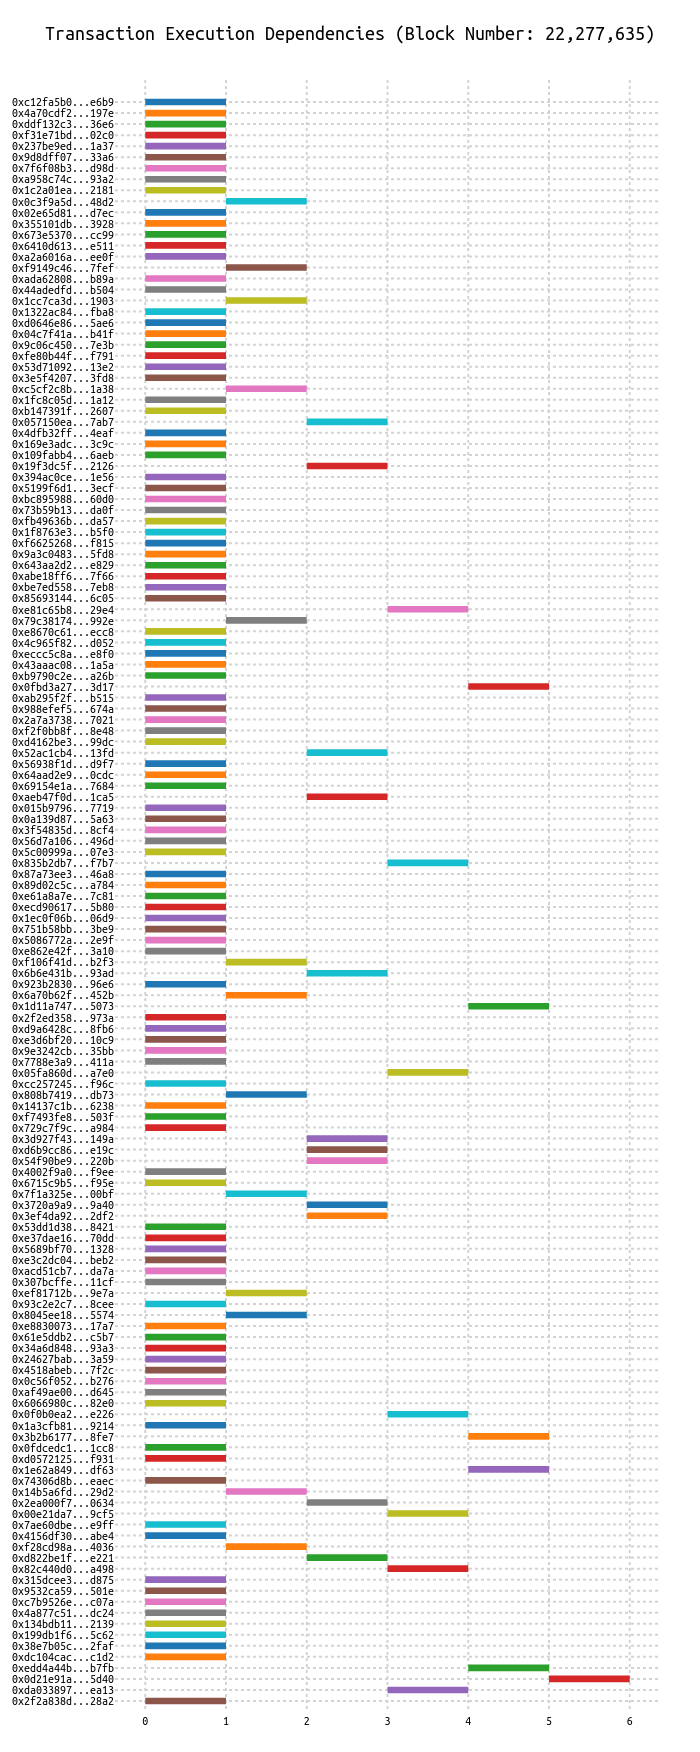 Transaction Execution Dependencies (Block Number: 22,277,635)
0xc12fa5b0...e6b9
0x4a70cdf2...197e
0xddf132c3...36e6
0xf31e71bd...02c0
0x237be9ed...1a37
0x9d8dff07...33a6
0x7f6f08b3...d98d
0xa958c74c...93a2
0x1c2a01ea...2181
0x0c3f9a5d...48d2
0x02e65d81...d7ec
0x355101db...3928
0x673e5370...cc99
0x6410d613...e511
0xa2a6016a...ee0f
0xf9149c46...7fef
0xada62808...b89a
0x44adedfd...b504
0x1cc7ca3d...1903
0x1322ac84...fba8
0xd0646e86...5ae6
0x04c7f41a...b41f
0x9c06c450...7e3b
0xfe80b44f...f791
0x53d71092...13e2
0x3e5f4207...3fd8
0xc5cf2c8b...1a38
0x1fc8c05d...1a12
0xb147391f...2607
0x057150ea...7ab7
0x4dfb32ff...4eaf
0x169e3adc...3c9c
0x109fabb4...6aeb
0x19f3dc5f...2126
0x394ac0ce...1e56
0x5199f6d1...3ecf
0xbc895988...60d0
0x73b59b13...da0f
0xfb49636b...da57
0x1f8763e3...b5f0
0xf6625268...f815
0x9a3c0483...5fd8
0x643aa2d2...e829
0xabe18ff6...7f66
0xbe7ed558...7eb8
0x85693144...6c05
0xe81c65b8...29e4
0x79c38174...992e
0xe8670c61...ecc8
0x4c965f82...d052
0xeccc5c8a...e8f0
0x43aaac08...1a5a
0xb9790c2e...a26b
0x0fbd3a27...3d17
0xab295f2f...b515
0x988efef5...674a
0x2a7a3738...7021
0xf2f0bb8f...8e48
0xd4162be3...99dc
0x52ac1cb4...13fd
0x56938f1d...d9f7
0x64aad2e9...0cdc
0x69154e1a...7684
0xaeb47f0d...1ca5
0x015b9796...7719
0x0a139d87...5a63
0x3f54835d...8cf4
0x56d7a106...496d
0x5c00999a...07e3
0x835b2db7...f7b7
0x87a73ee3...46a8
0x89d02c5c...a784
0xe61a8a7e...7c81
0xecd90617...5b80
0x1ec0f06b...06d9
0x751b58bb...3be9
0x5086772a...2e9f
0xe862e42f...3a10
0xf106f41d...b2f3
0x6b6e431b...93ad
0x923b2830...96e6
0x6a70b62f...452b
0x1d11a747...5073
0x2f2ed358...973a
0xd9a6428c...8fb6
0xe3d6bf20...10c9
0x9e3242cb...35bb
0x7788e3a9...411a
0x05fa860d...a7e0
0xcc257245...f96c
0x808b7419...db73
0x14137c1b...6238
0xf7493fe8...503f
0x729c7f9c...a984
0x3d927f43...149a
0xd6b9cc86...e19c
0x54f90be9...220b
0x4002f9a0...f9ee
0x6715c9b5...f95e
0x7f1a325e...00bf
0x3720a9a9...9a40
0x3ef4da92...2df2
0x53dd1d38...8421
0xe37dae16...70dd
0x5689bf70...1328
0xe3c2dc04...beb2
0xacd51cb7...da7a
0x307bcffe...11cf
0xef81712b...9e7a
0x93c2e2c7...8cee
0x8045ee18...5574
0xe8830073...17a7
0x61e5ddb2...c5b7
0x34a6d848...93a3
0x24627bab...3a59
0x4518abeb...7f2c
0x0c56f052...b276
0xaf49ae00...d645
0x6066980c...82e0
0x0f0b0ea2...e226
0x1a3cfb81...9214
0x3b2b6177...8fe7
0x0fdcedc1...1cc8
0xd0572125...f931
0x1e62a849...df63
0x74306d8b...eaec
0x14b5a6fd...29d2
0x2ea000f7...0634
0x00e21da7...9cf5
0x7ae60dbe...e9ff
0x4156df30...abe4
0xf28cd98a...4036
0xd822be1f...e221
0x82c440d0...a498
0x315dcee3...d875
0x9532ca59...501e
0xc7b9526e...c07a
0x4a877c51...dc24
0x134bdb11...2139
0x199db1f6...5c62
0x38e7b05c...2faf
0xdc104cac...c1d2
0xedd4a44b...b7fb
0x0d21e91a...5d40
0xda033897...ea13
0x2f2a838d...28a2
0 1 2 3 4 5 6